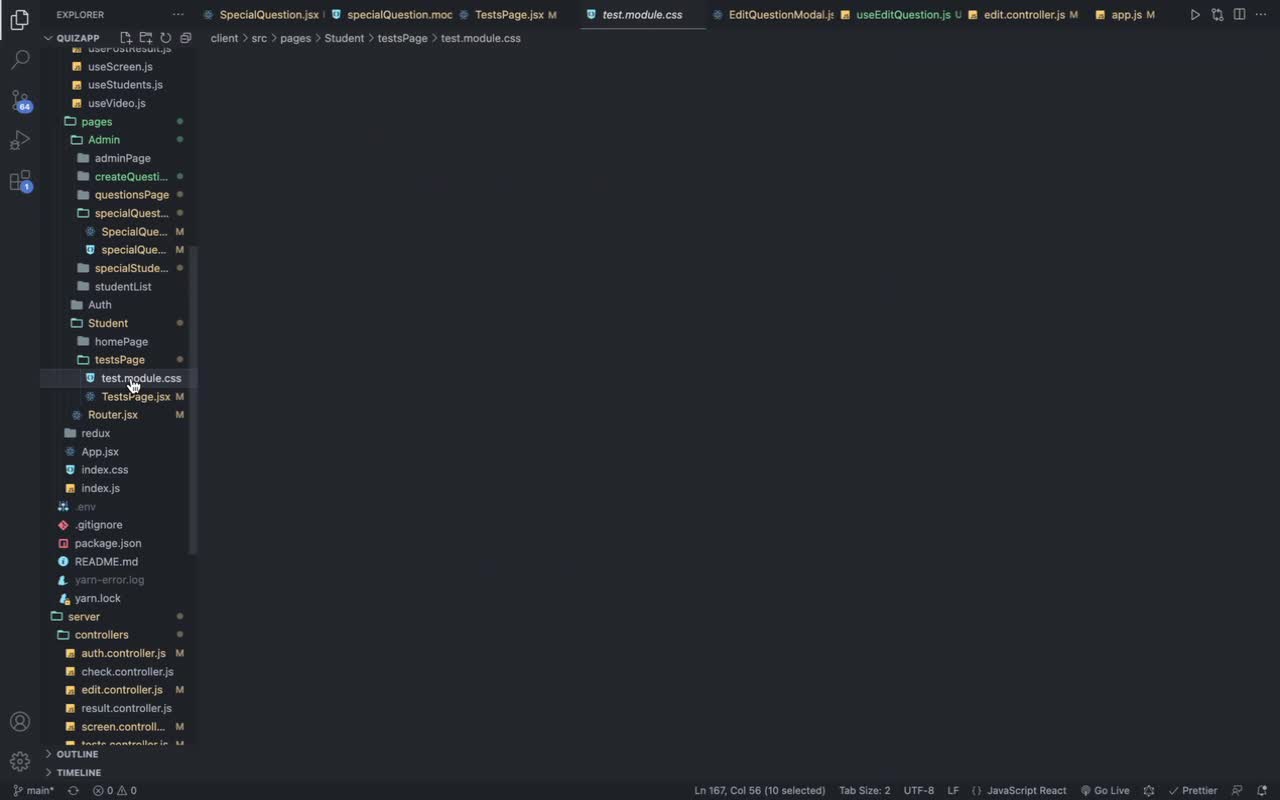 EXPLORER
SpecialQuestion.jsx
specialQuestion.moc
TestsPage.jsx M
test.module.css
EditQuestionModal.js
useEditQuestion.js U
edit.controller.js M
app.js M
QUIZAPP
client > src > pages > Student > testsPage > test.module.css
usePostResult.js
useScreen.js
useStudents.js
useVideo.js
pages
Admin
adminPage
createQuesti...
questionsPage
specialQuest...
SpecialQue... M
specialQue... M
specialStude...
studentList
Auth
Student
homePage
testsPage
test.module.css
TestsPage.jsx M
Router.jsx M
redux
App.jsx
index.css
index.js
.env
.gitignore
package.json
README.md
yarn-error.log
yarn.lock
server
controllers
auth.controller.js M
check.controller.js
edit.controller.js M
result.controller.js
screen.controll... M
tests.controller.js M
OUTLINE
TIMELINE
64
1
main*
0 0
Ln 167, Col 56 (10 selected)
Tab Size: 2
UTF-8
LF
{} JavaScript React
Go Live
Prettier